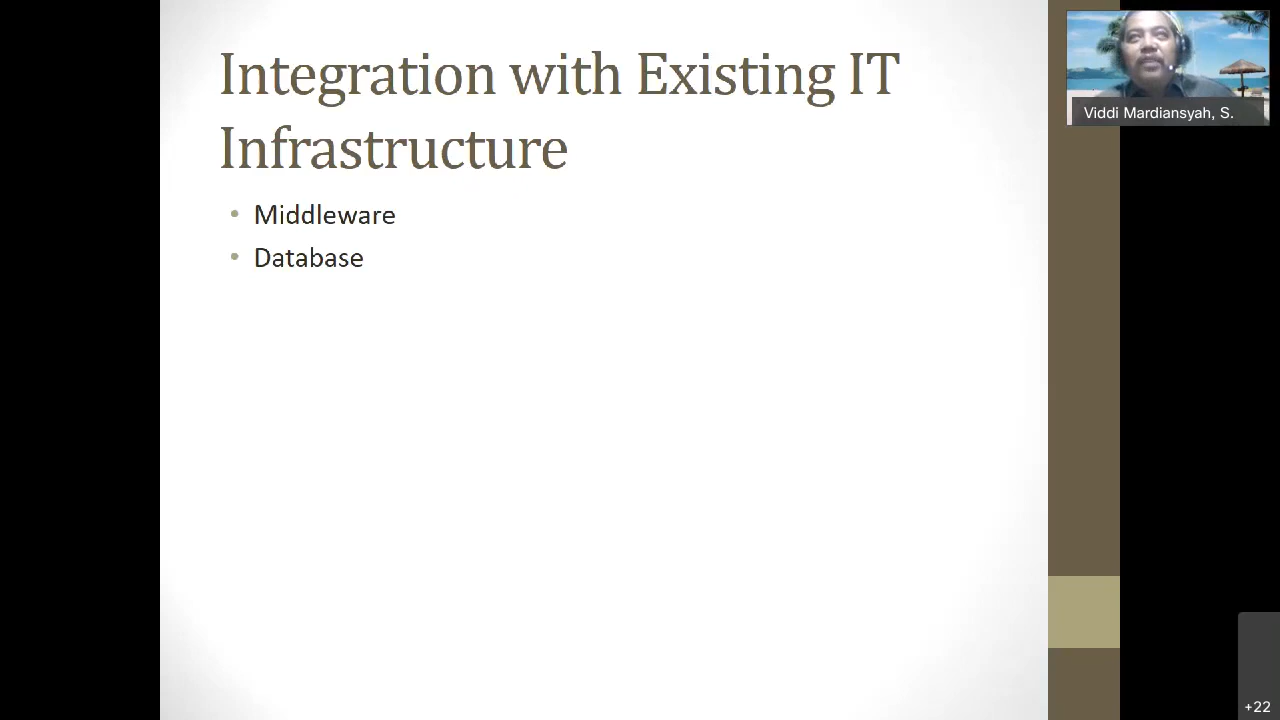 Integration with Existing IT
Infrastructure
• Middleware
• Database
Viddi Mardiansyah, S.
+22